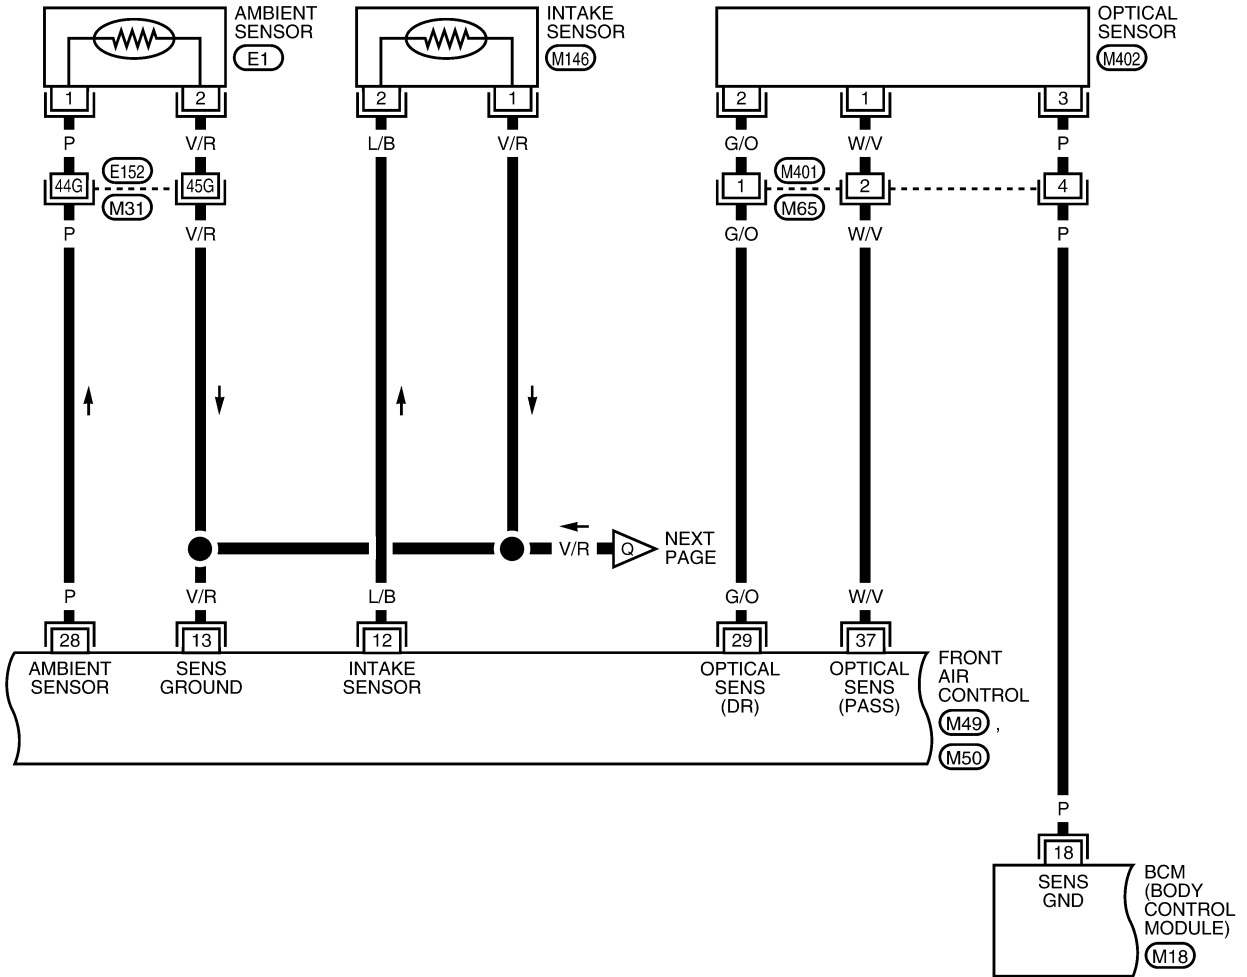 AMBIENT
SENSOR
E1
INTAKE
SENSOR
M146
OPTICAL
SENSOR
M402
1
2
2
1
2
1
3
P
V/R
L/B
V/R
G/O
W/V
P
44G
E152
M31
45G
1
M401
M65
2
4
P
V/R
G/O
W/V
P
V/R
Q
NEXT
PAGE
P
V/R
L/B
G/O
W/V
28
13
12
29
37
AMBIENT
SENSOR
SENS
GROUND
INTAKE
SENSOR
OPTICAL
SENS
(DR)
OPTICAL
SENS
(PASS)
FRONT
AIR
CONTROL
M49 ,
M50
P
18
SENS
GND
BCM
(BODY
CONTROL
MODULE)
M18